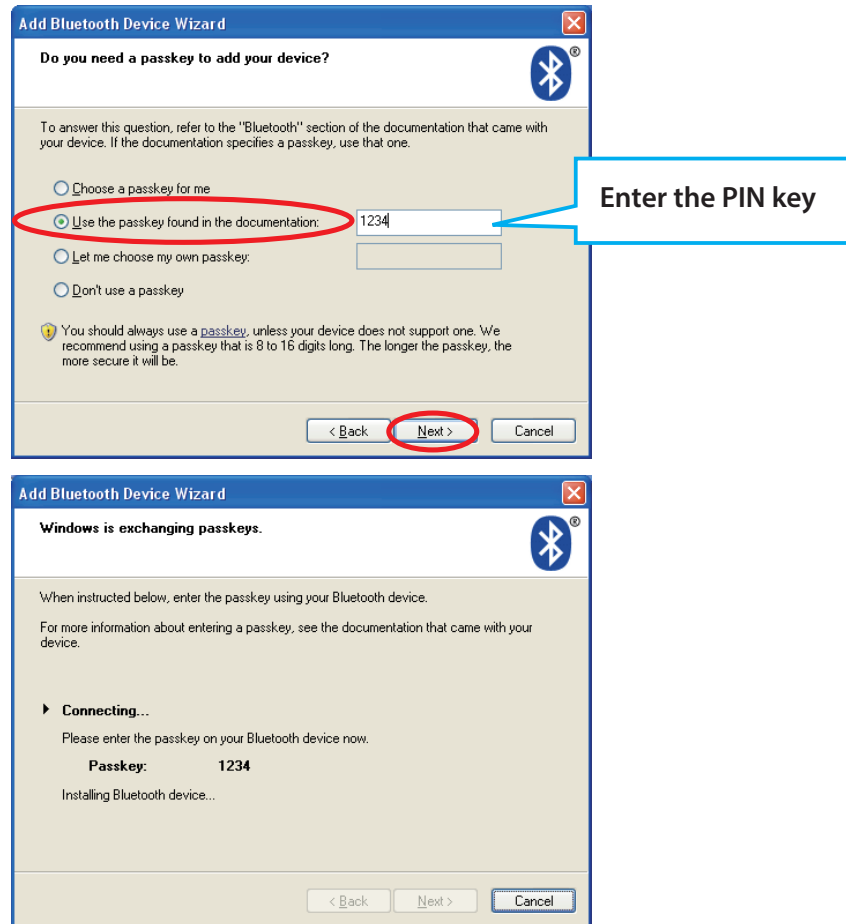 Add Bluetooth Device Wizard
Do you need a passkey to add your device?
®
To answer this question, refer to the "Bluetooth" section of the documentation that came with
your device. If the documentation specifies a passkey, use that one.
Choose a passkey for me
Use the passkey found in the documentation: 1234
Enter the PIN key
Let me choose my own passkey:
Don't use a passkey
You should always use a passkey, unless your device does not support one. We
recommend using a passkey that is 8 to 16 digits long. The longer the passkey, the
more secure it will be.
< Back Next > Cancel
Add Bluetooth Device Wizard
Windows is exchanging passkeys.
®
When instructed below, enter the passkey using your Bluetooth device.
For more information about entering a passkey, see the documentation that came with your
device.
Connecting...
Please enter the passkey on your Bluetooth device now.
Passkey: 1234
Installing Bluetooth device...
< Back Next > Cancel